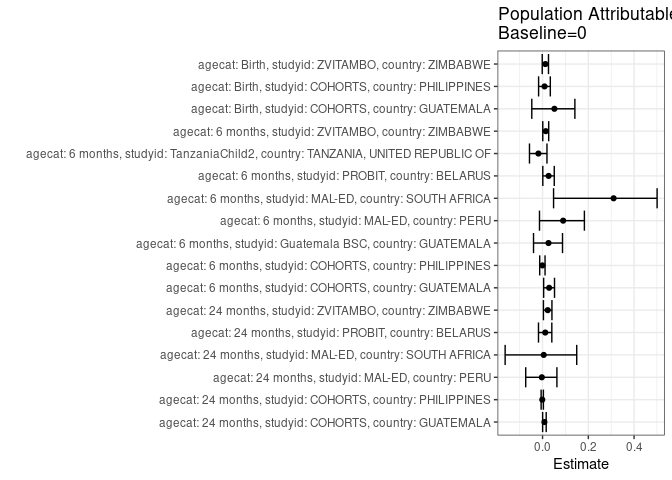 Population Attributable
Baseline=0
agecat: Birth, studyid: ZVITAMBO, country: ZIMBABWE
agecat: Birth, studyid: COHORTS, country: PHILIPPINES
agecat: Birth, studyid: COHORTS, country: GUATEMALA
agecat: 6 months, studyid: ZVITAMBO, country: ZIMBABWE
agecat: 6 months, studyid: TanzaniaChild2, country: TANZANIA, UNITED REPUBLIC OF
agecat: 6 months, studyid: PROBIT, country: BELARUS
agecat: 6 months, studyid: MAL-ED, country: SOUTH AFRICA
agecat: 6 months, studyid: MAL-ED, country: PERU
agecat: 6 months, studyid: Guatemala BSC, country: GUATEMALA
agecat: 6 months, studyid: COHORTS, country: PHILIPPINES
agecat: 6 months, studyid: COHORTS, country: GUATEMALA
agecat: 24 months, studyid: ZVITAMBO, country: ZIMBABWE
agecat: 24 months, studyid: PROBIT, country: BELARUS
agecat: 24 months, studyid: MAL-ED, country: SOUTH AFRICA
agecat: 24 months, studyid: MAL-ED, country: PERU
agecat: 24 months, studyid: COHORTS, country: PHILIPPINES
agecat: 24 months, studyid: COHORTS, country: GUATEMALA
0.0 0.2 0.4
Estimate